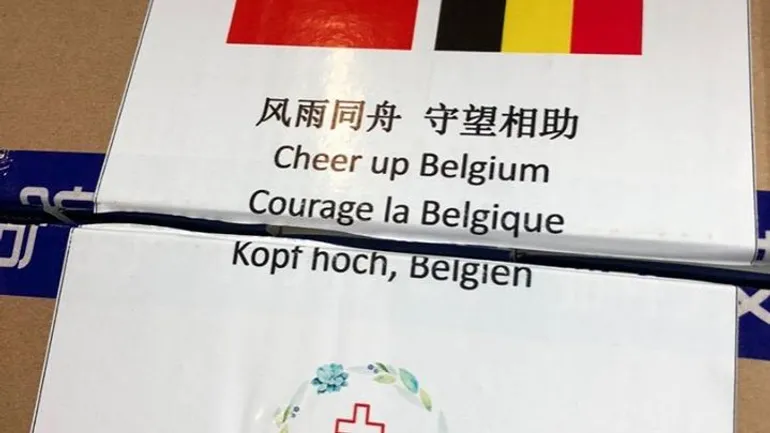 风雨同舟 守望相助
Cheer up Belgium
Courage la Belgique
Kopf hoch, Belgien